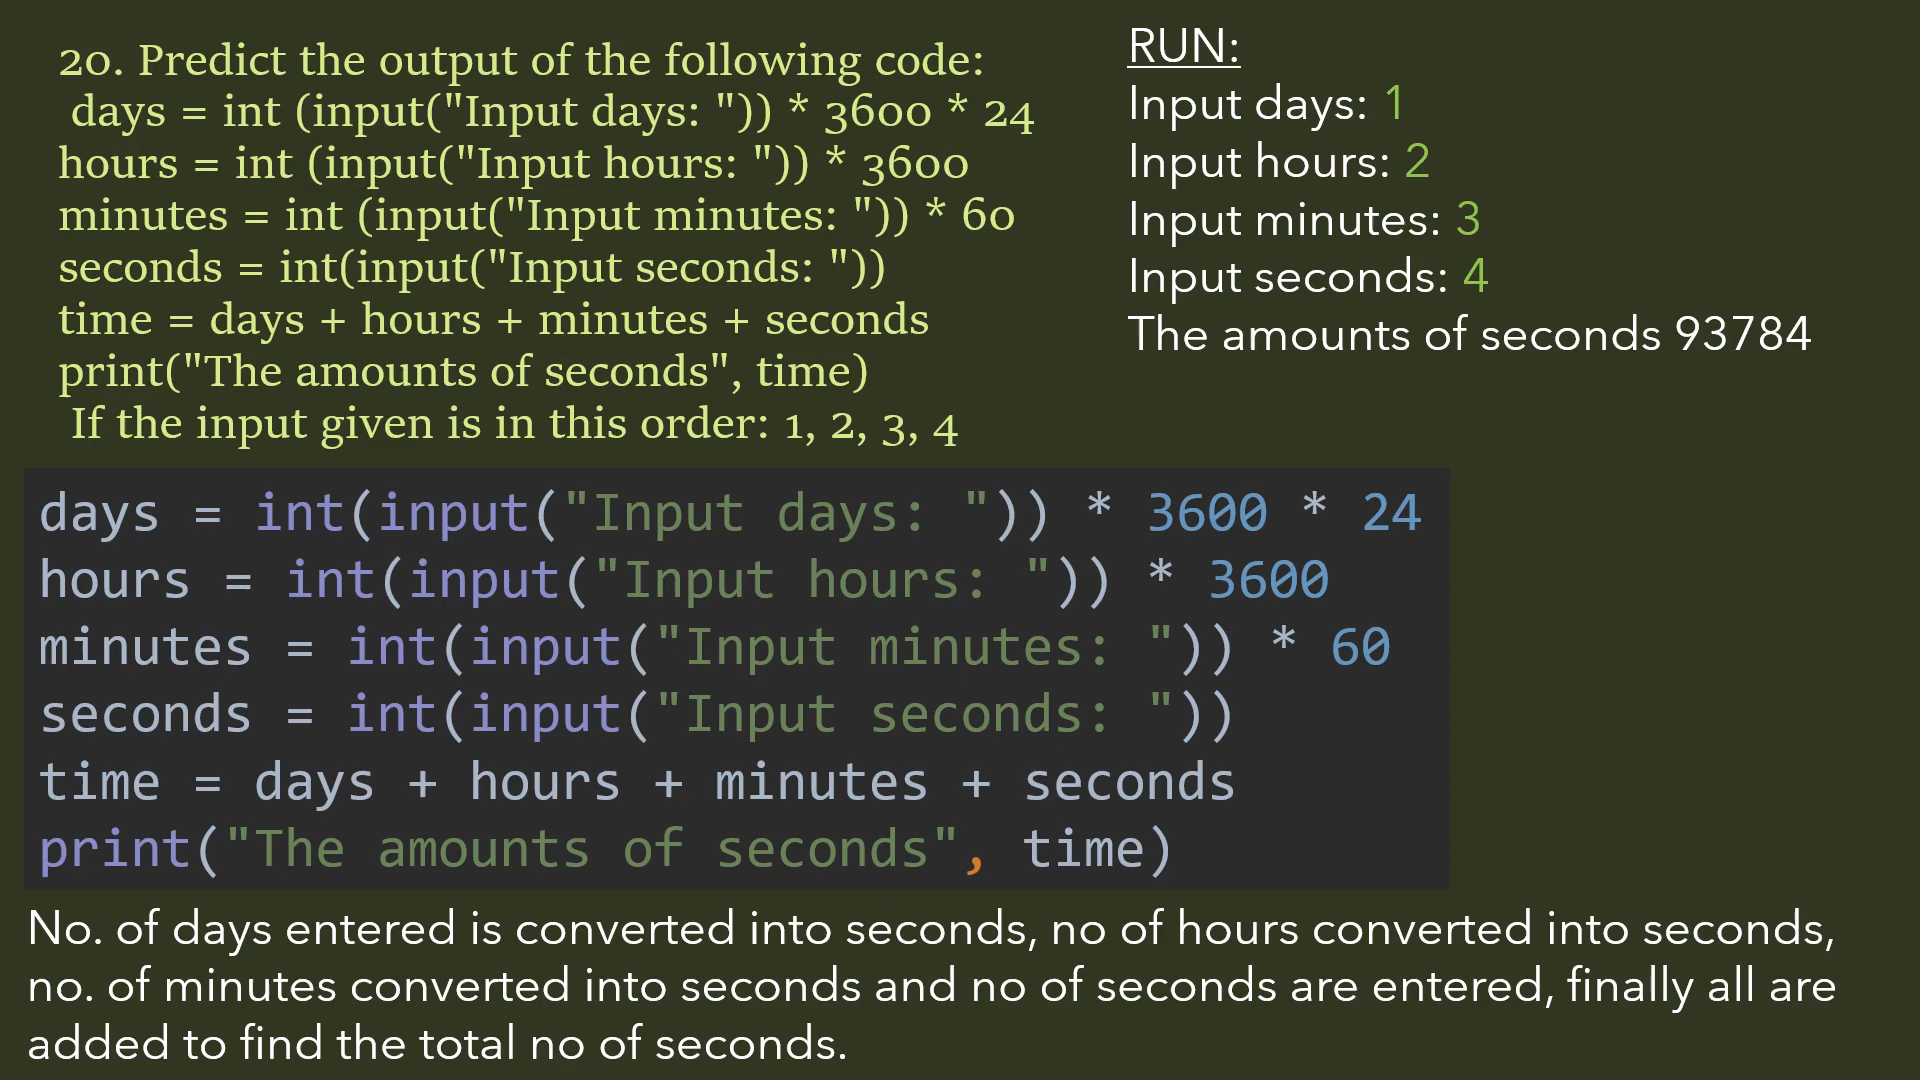 20. Predict the output of the following code:
days = int (input("Input days: ")) * 3600 * 24
hours = int (input("Input hours: ")) * 3600
minutes = int (input("Input minutes: ")) * 60
seconds = int(input("Input seconds: "))
time = days + hours + minutes + seconds
print("The amounts of seconds", time)
If the input given is in this order: 1, 2, 3, 4
RUN:
Input days: 1
Input hours: 2
Input minutes: 3
Input seconds: 4
The amounts of seconds 93784
days = int(input("Input days: ")) * 3600 * 24
hours = int(input("Input hours: ")) * 3600
minutes = int(input("Input minutes: ")) * 60
seconds = int(input("Input seconds: "))
time = days + hours + minutes + seconds
print("The amounts of seconds", time)
No. of days entered is converted into seconds, no of hours converted into seconds,
no. of minutes converted into seconds and no of seconds are entered, finally all are
added to find the total no of seconds.